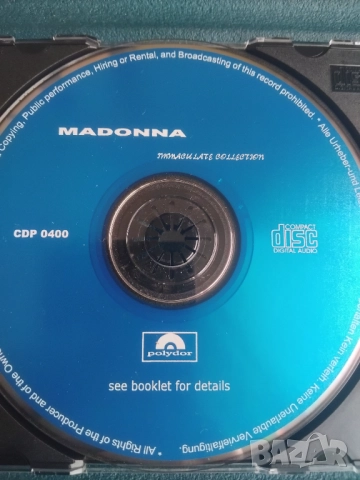 Copying, Public performance, Hiring or Rental, and Broadcasting of this record prohibited. * Alle Urheber-und
MADONNA
IMMACULATE COLLECTION
CDP 0400
COMPACT
disc
DIGITAL AUDIO
polydor
see booklet for details
Kein verleih. Keine Unerlaubte Vervielfaltigung.
* All Rights of the Producer and of the
BAZAR